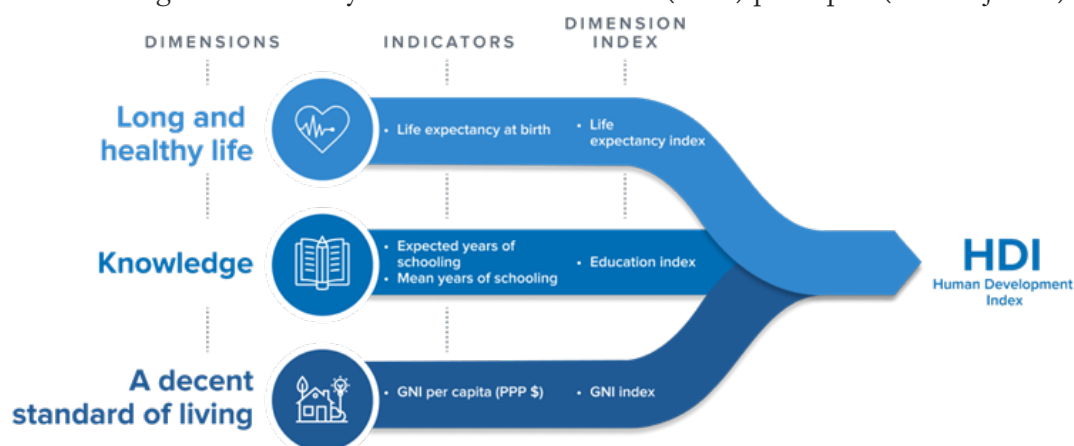 DIMENSIONS
INDICATORS
DIMENSION
INDEX
Long and
healthy life
• Life expectancy at birth
• Life
expectancy index
Knowledge
• Expected years of
schooling
• Mean years of schooling
• Education index
HDI
Human Development
Index
A decent
standard of living
• GNI per capita (PPP $)
• GNI index